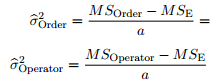 σ̂²_Order = (MS_Order − MS_E) / a =
σ̂²_Operator = (MS_Operator − MS_E) / a